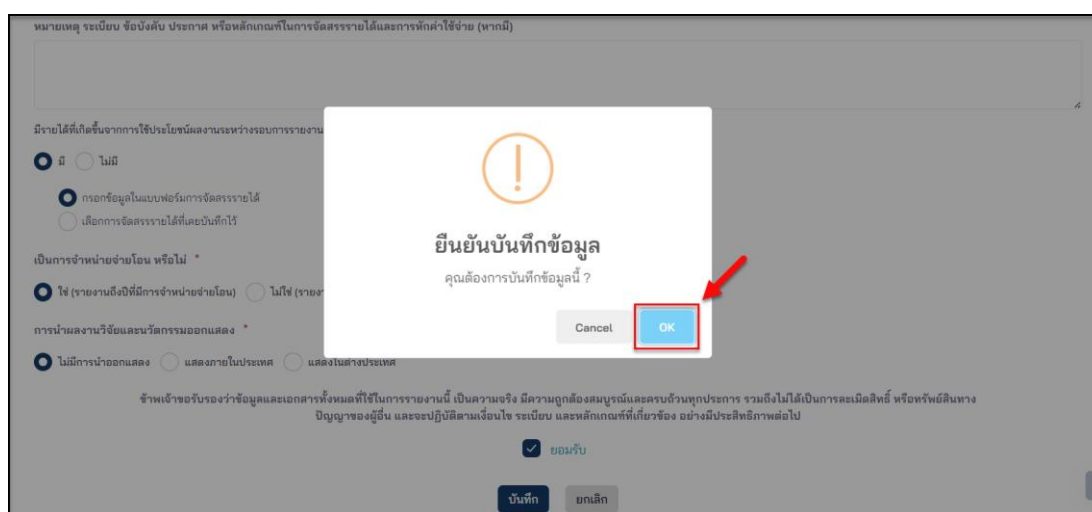 หมายเหตุ ระเบียบ ข้อบังคับ ประกาศ หรือหลักเกณฑ์ในการจัดสรรรายได้และการหักค่าใช้จ่าย (หากมี)
มีรายได้ที่เกิดขึ้นจากการใช้ประโยชน์ผลงานระหว่างรอบการรายงาน
มี ไม่มี
กรอกข้อมูลในแบบฟอร์มการจัดสรรรายได้
เลือกการจัดสรรรายได้ที่เคยบันทึกไว้
ยืนยันบันทึกข้อมูล
คุณต้องการบันทึกข้อมูลนี้ ?
Cancel OK
เป็นการจำหน่ายจ่ายโอน หรือไม่ *
ใช่ (รายงานถึงปีที่มีการจำหน่ายจ่ายโอน) ไม่ใช่ (รายง
การนำผลงานวิจัยและนวัตกรรมออกแสดง *
ไม่มีการนำออกแสดง แสดงภายในประเทศ แสดงในต่างประเทศ
ข้าพเจ้าขอรับรองว่าข้อมูลและเอกสารทั้งหมดที่ใช้ในการรายงานนี้ เป็นความจริง มีความถูกต้องสมบูรณ์และครบถ้วนทุกประการ รวมถึงไม่ได้เป็นการละเมิดสิทธิ์ หรือทรัพย์สินทาง
ปัญญาของผู้อื่น และจะปฏิบัติตามเงื่อนไข ระเบียบ และหลักเกณฑ์ที่เกี่ยวข้อง อย่างมีประสิทธิภาพต่อไป
ยอมรับ
บันทึก ยกเลิก